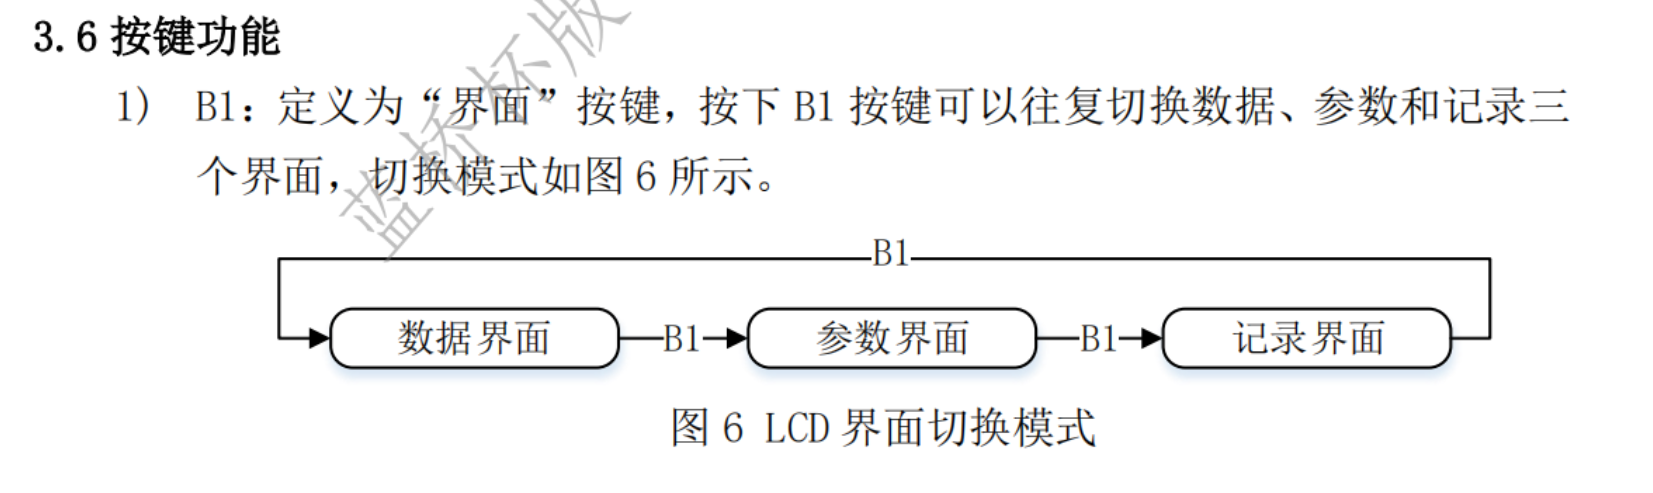 3.6 按键功能
1) B1：定义为“界面”按键，按下 B1 按键可以往复切换数据、参数和记录三
个界面，切换模式如图 6 所示。
B1
数据界面 B1 参数界面 B1 记录界面
图 6 LCD 界面切换模式
蓝桥杯版